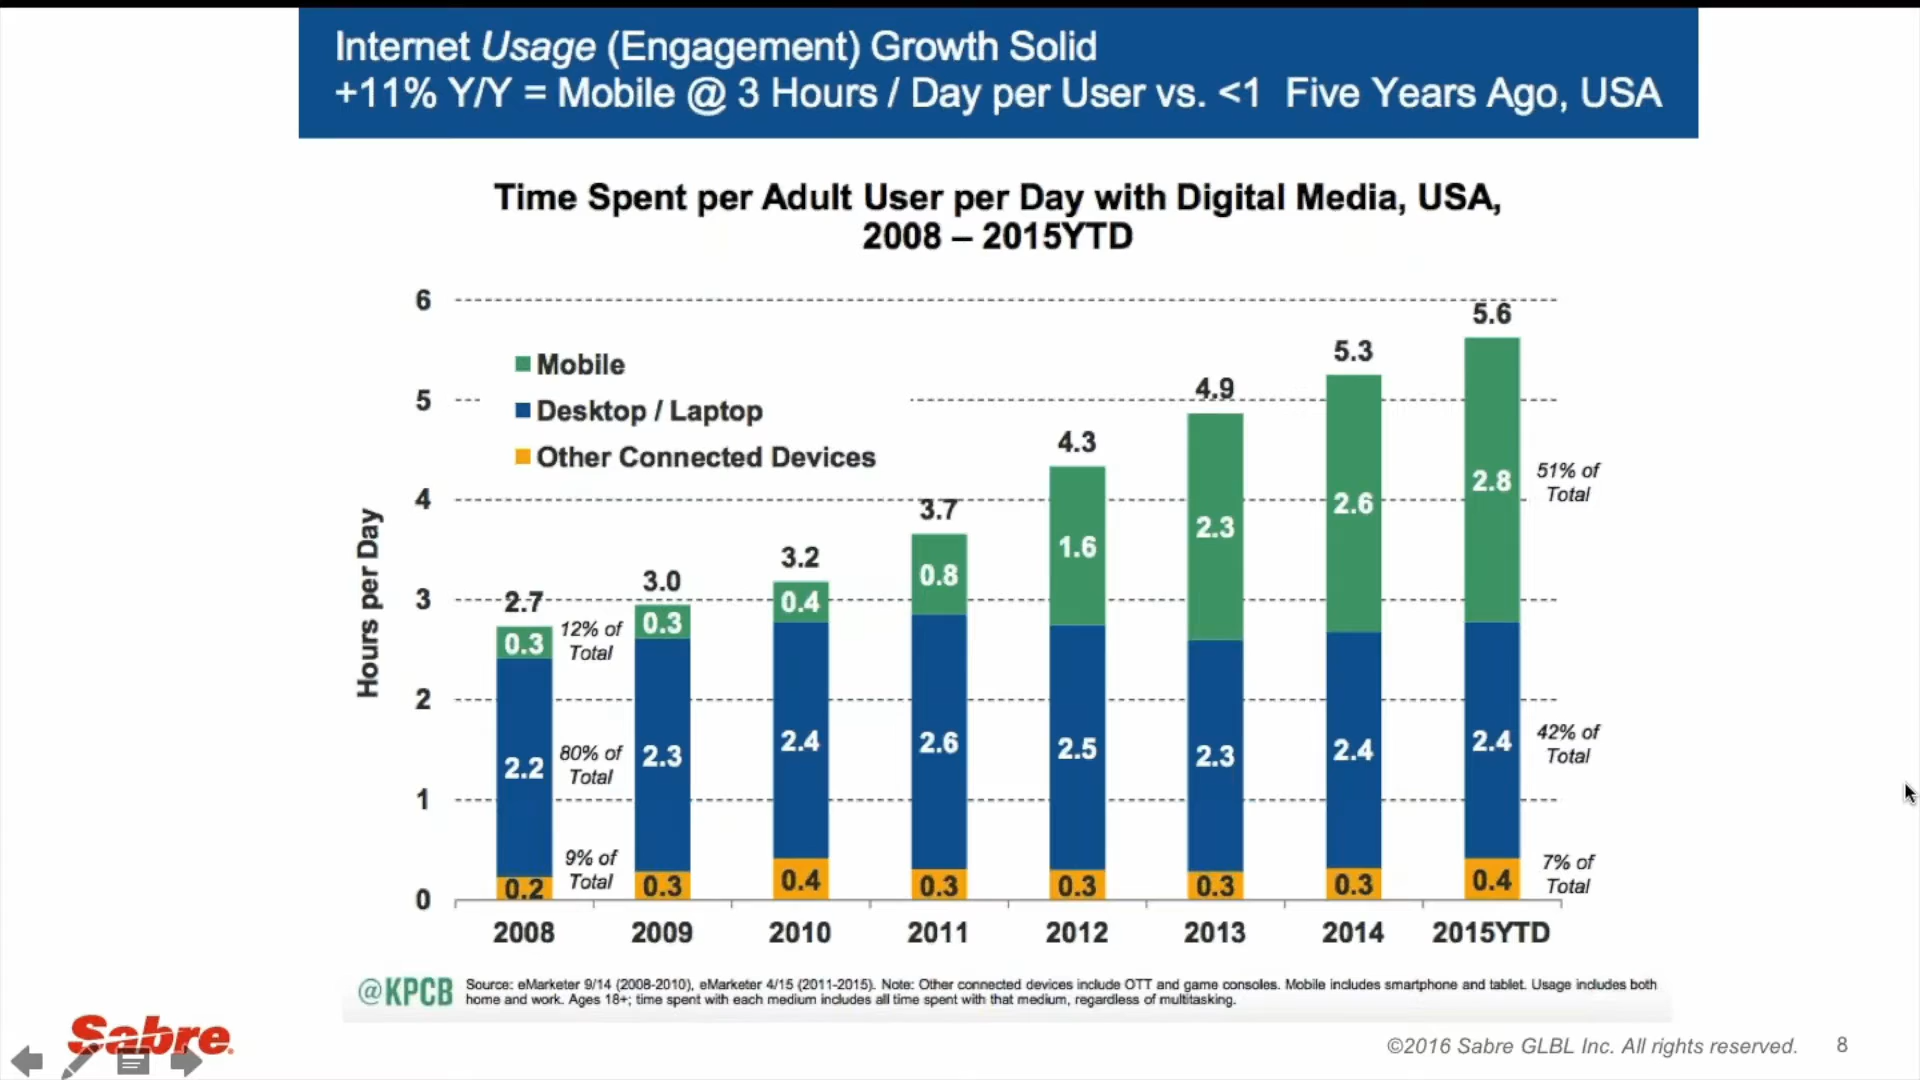 Internet Usage (Engagement) Growth Solid
+11% Y/Y = Mobile @ 3 Hours / Day per User vs. <1 Five Years Ago, USA
Time Spent per Adult User per Day with Digital Media, USA,
2008 – 2015YTD
Hours per Day
6
5
4
3
2
1
0
Mobile
Desktop / Laptop
Other Connected Devices
2.7
0.3
2.2
0.2
12% of
Total
80% of
Total
9% of
Total
3.0
0.3
2.3
0.3
3.2
0.4
2.4
0.4
3.7
0.8
2.6
0.3
4.3
1.6
2.5
0.3
4.9
2.3
2.3
0.3
5.3
2.6
2.4
0.3
5.6
2.8
2.4
0.4
51% of
Total
42% of
Total
7% of
Total
2008 2009 2010 2011 2012 2013 2014 2015YTD
@KPCB
Source: eMarketer 9/14 (2008-2010), eMarketer 4/15 (2011-2015). Note: Other connected devices include OTT and game consoles. Mobile includes smartphone and tablet. Usage includes both
home and work. Ages 18+; time spent with each medium includes all time spent with that medium, regardless of multitasking.
Sabre
©2016 Sabre GLBL Inc. All rights reserved. 8